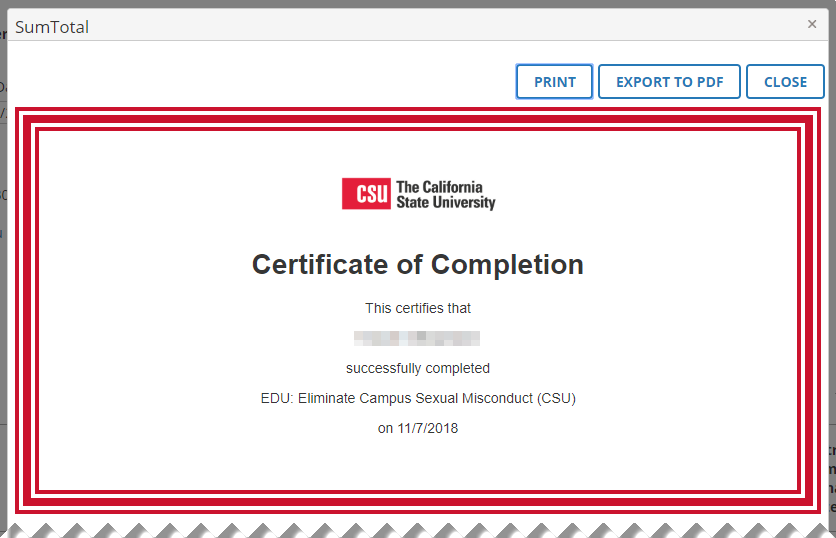 SumTotal ×
PRINT EXPORT TO PDF CLOSE
CSU The California
State University
Certificate of Completion
This certifies that
successfully completed
EDU: Eliminate Campus Sexual Misconduct (CSU)
on 11/7/2018